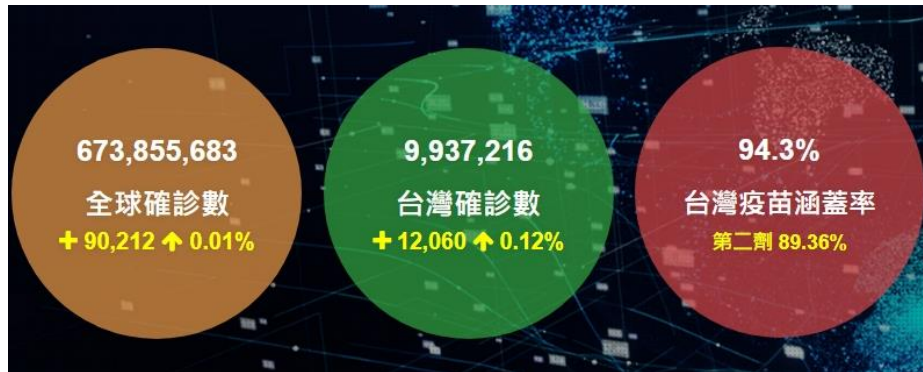 673,855,683
全球確診數
+ 90,212 ↑ 0.01%
9,937,216
台灣確診數
+ 12,060 ↑ 0.12%
94.3%
台灣疫苗涵蓋率
第二劑 89.36%